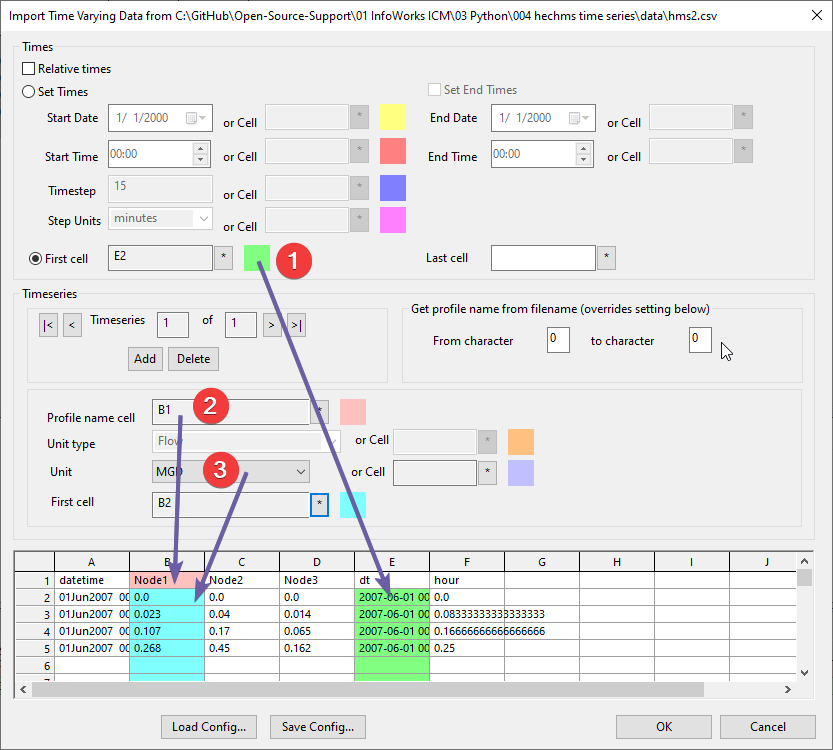 Import Time Varying Data from C:\GitHub\Open-Source-Support\01 InfoWorks ICM\03 Python\004 hechms time series\data\hms2.csv
Times
Relative times
Set Times
Set End Times
Start Date 1/ 1/2000 or Cell * End Date 1/ 1/2000 or Cell *
Start Time 00:00 or Cell * End Time 00:00 or Cell *
Timestep 15 or Cell *
Step Units minutes or Cell *
First cell E2 * 1 Last cell *
Timeseries
Get profile name from filename (overrides setting below)
|< < Timeseries 1 of 1 > >|
From character 0 to character 0
Add Delete
Profile name cell B1 2 *
Unit type Flow or Cell *
Unit MGD 3 or Cell *
First cell B2 *
A B C D E F G H I J
1 datetime Node1 Node2 Node3 dt hour
2 01Jun2007 00 0.0 0.0 0.0 2007-06-01 00 0.0
3 01Jun2007 00 0.023 0.04 0.014 2007-06-01 00 0.08333333333333333
4 01Jun2007 00 0.107 0.17 0.065 2007-06-01 00 0.16666666666666666
5 01Jun2007 00 0.268 0.45 0.162 2007-06-01 00 0.25
6
Load Config... Save Config... OK Cancel